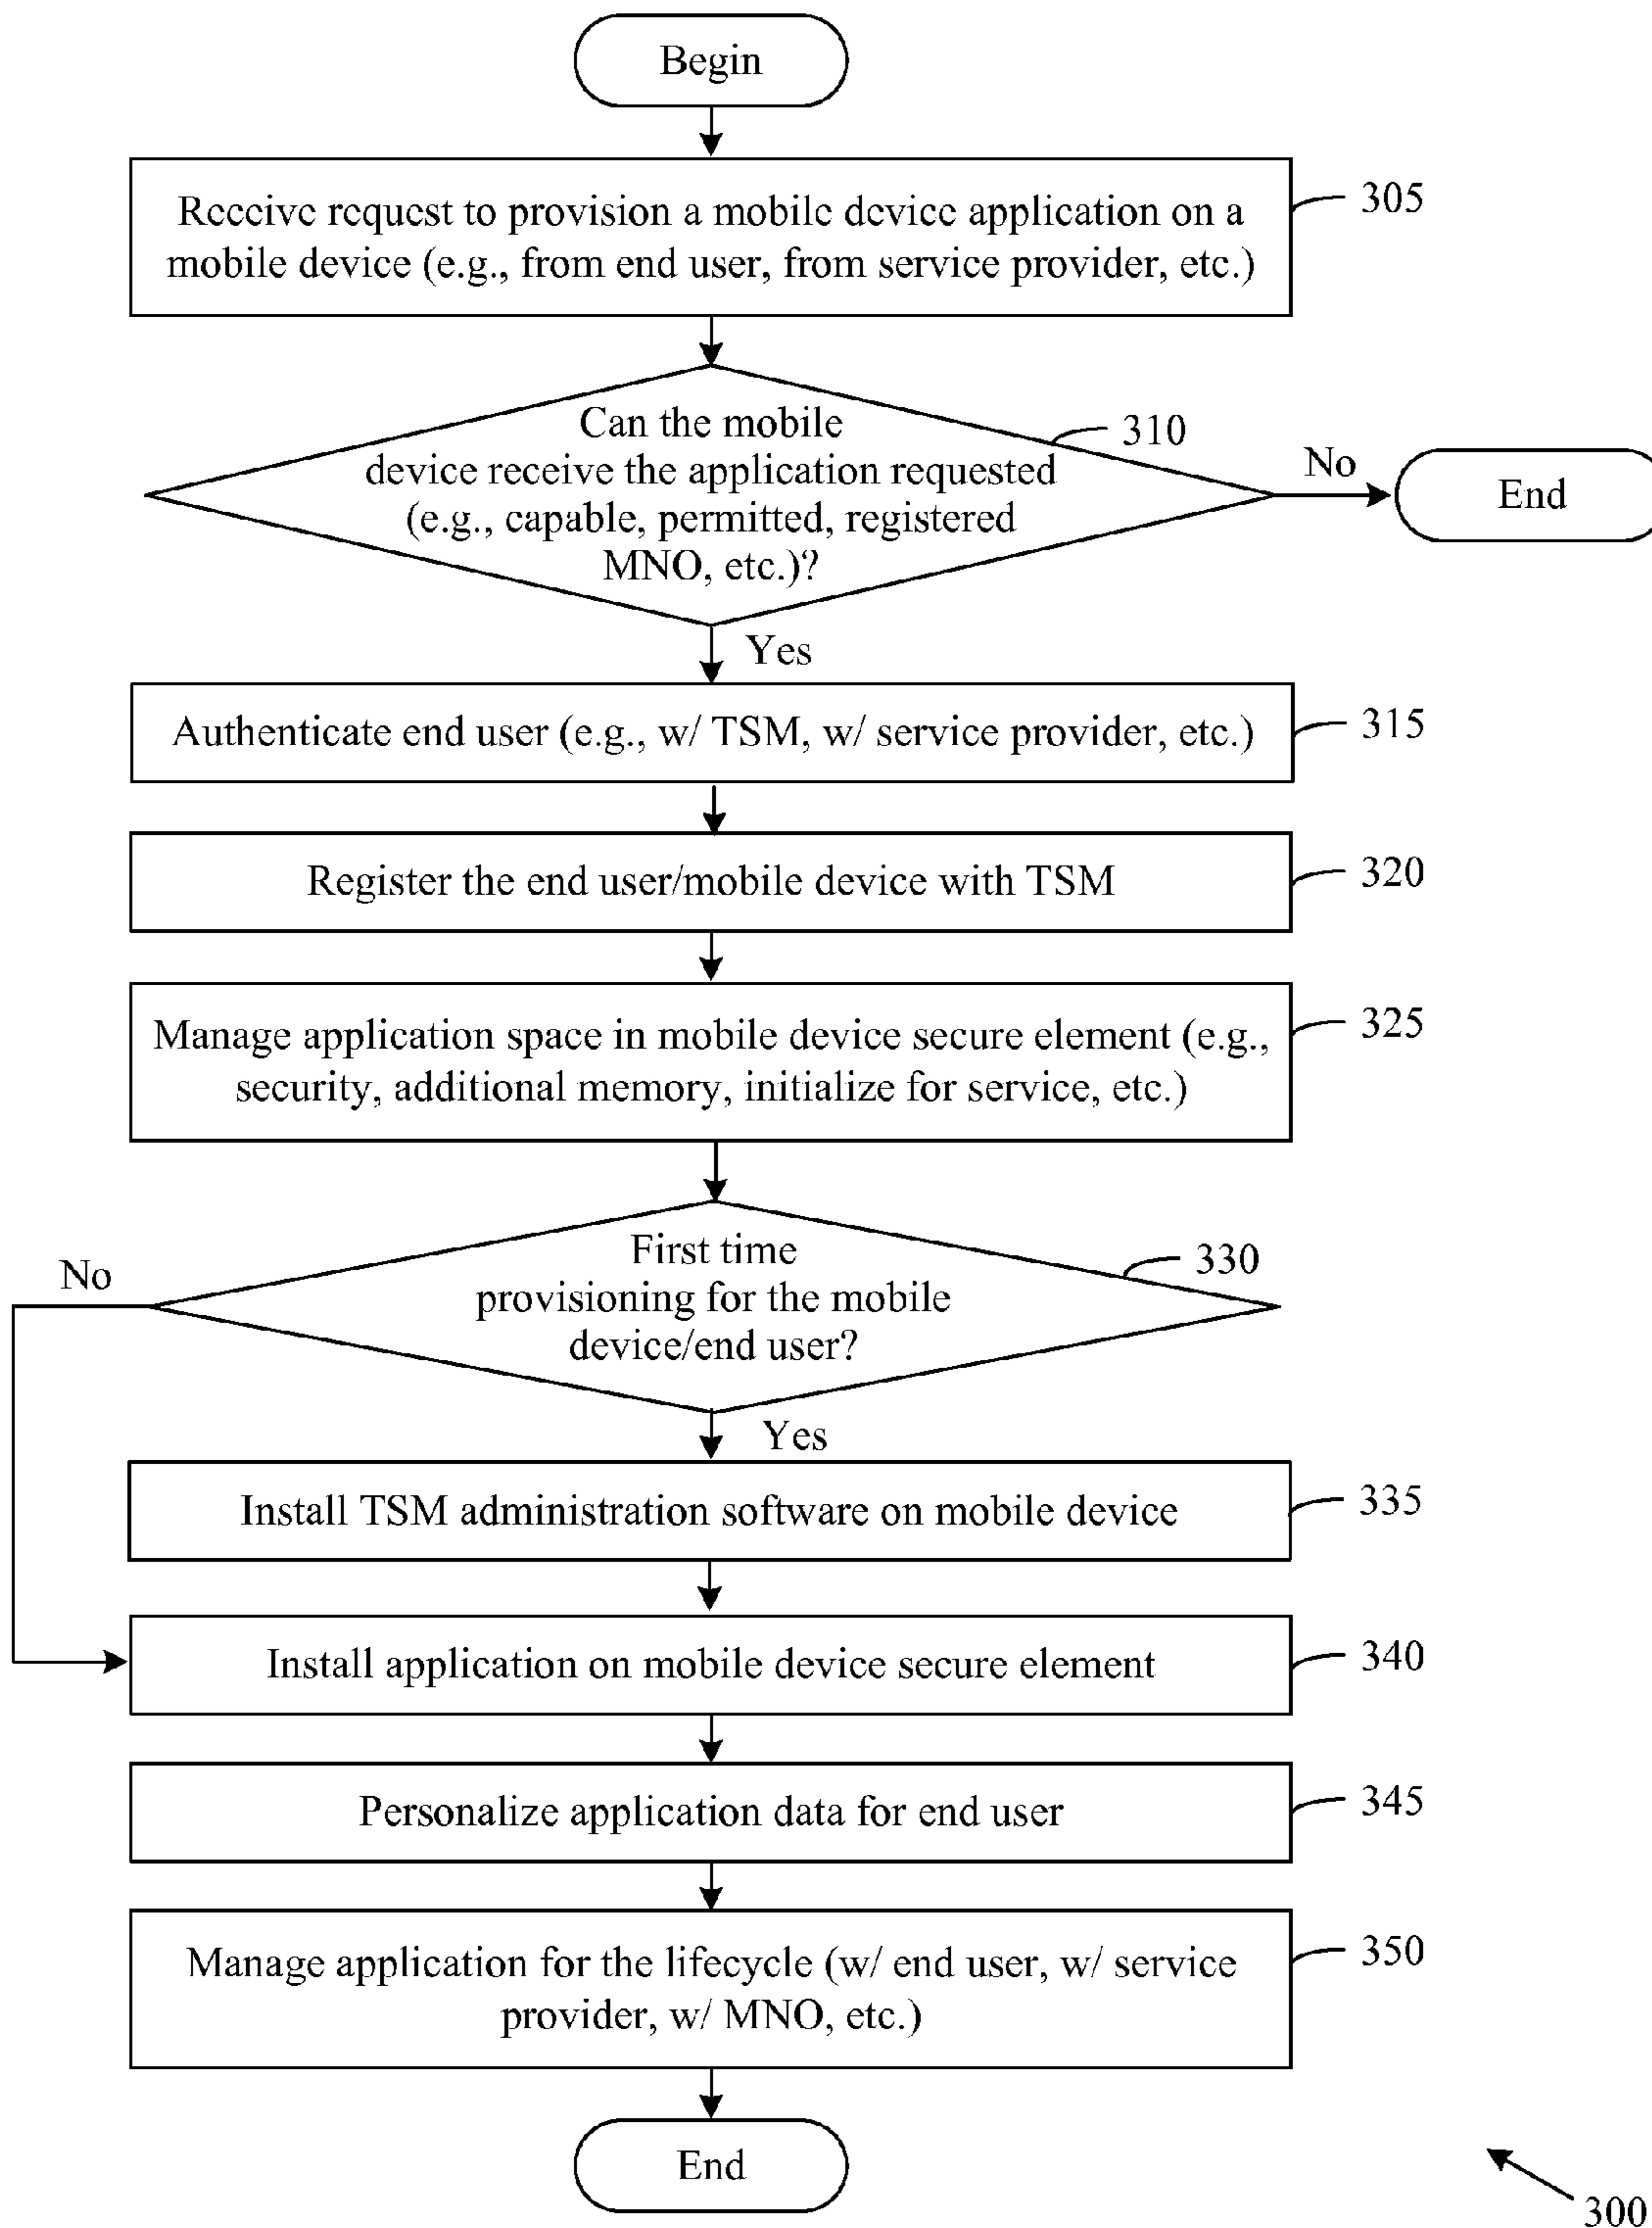 Begin
Receive request to provision a mobile device application on a
mobile device (e.g., from end user, from service provider, etc.)
305
Can the mobile
device receive the application requested
(e.g., capable, permitted, registered
MNO, etc.)?
310
No
End
Yes
Authenticate end user (e.g., w/ TSM, w/ service provider, etc.)
315
Register the end user/mobile device with TSM
320
Manage application space in mobile device secure element (e.g.,
security, additional memory, initialize for service, etc.)
325
First time
provisioning for the mobile
device/end user?
330
No
Yes
Install TSM administration software on mobile device
335
Install application on mobile device secure element
340
Personalize application data for end user
345
Manage application for the lifecycle (w/ end user, w/ service
provider, w/ MNO, etc.)
350
End
300